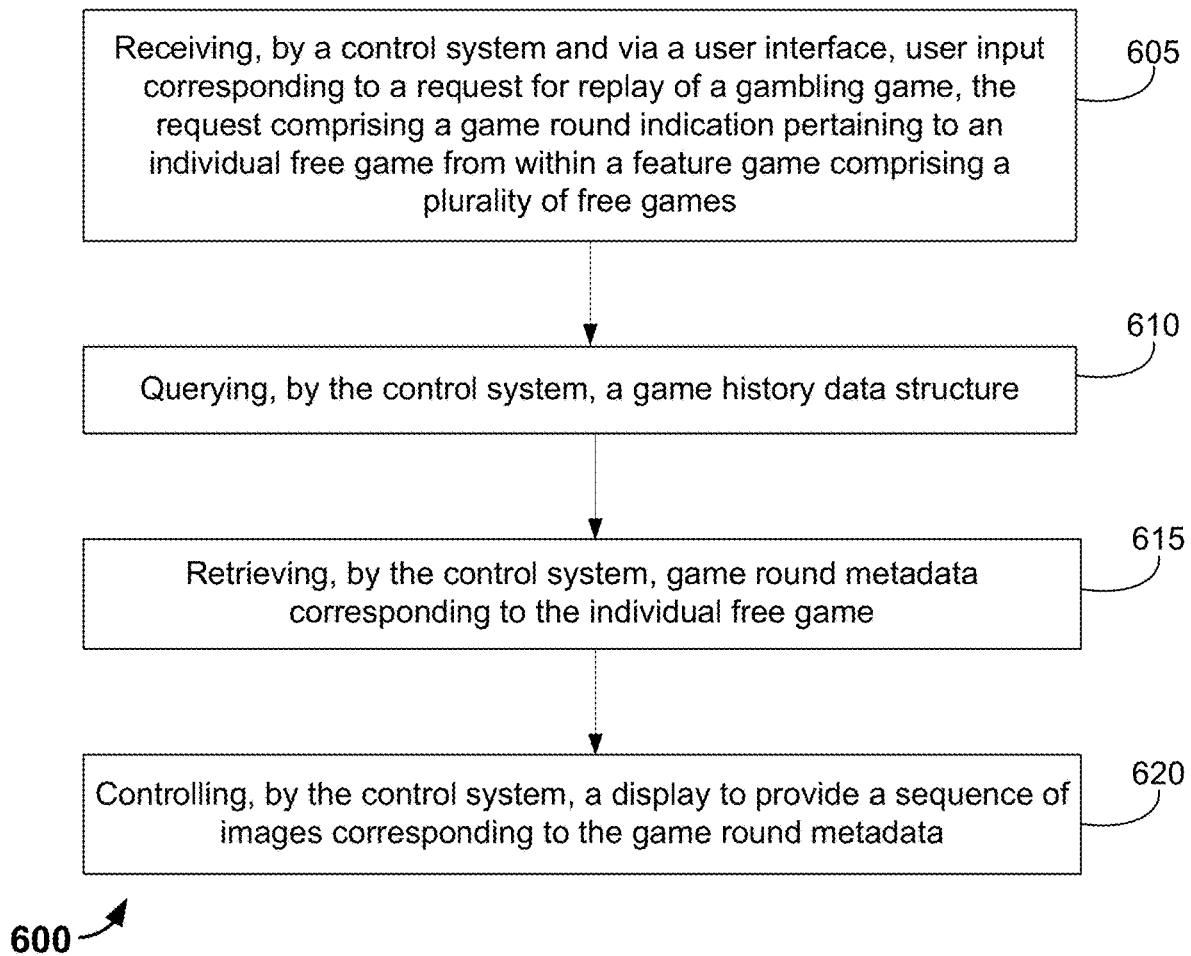 Receiving, by a control system and via a user interface, user input
corresponding to a request for replay of a gambling game, the
request comprising a game round indication pertaining to an
individual free game from within a feature game comprising a
plurality of free games
605
Querying, by the control system, a game history data structure
610
Retrieving, by the control system, game round metadata
corresponding to the individual free game
615
Controlling, by the control system, a display to provide a sequence of
images corresponding to the game round metadata
620
600